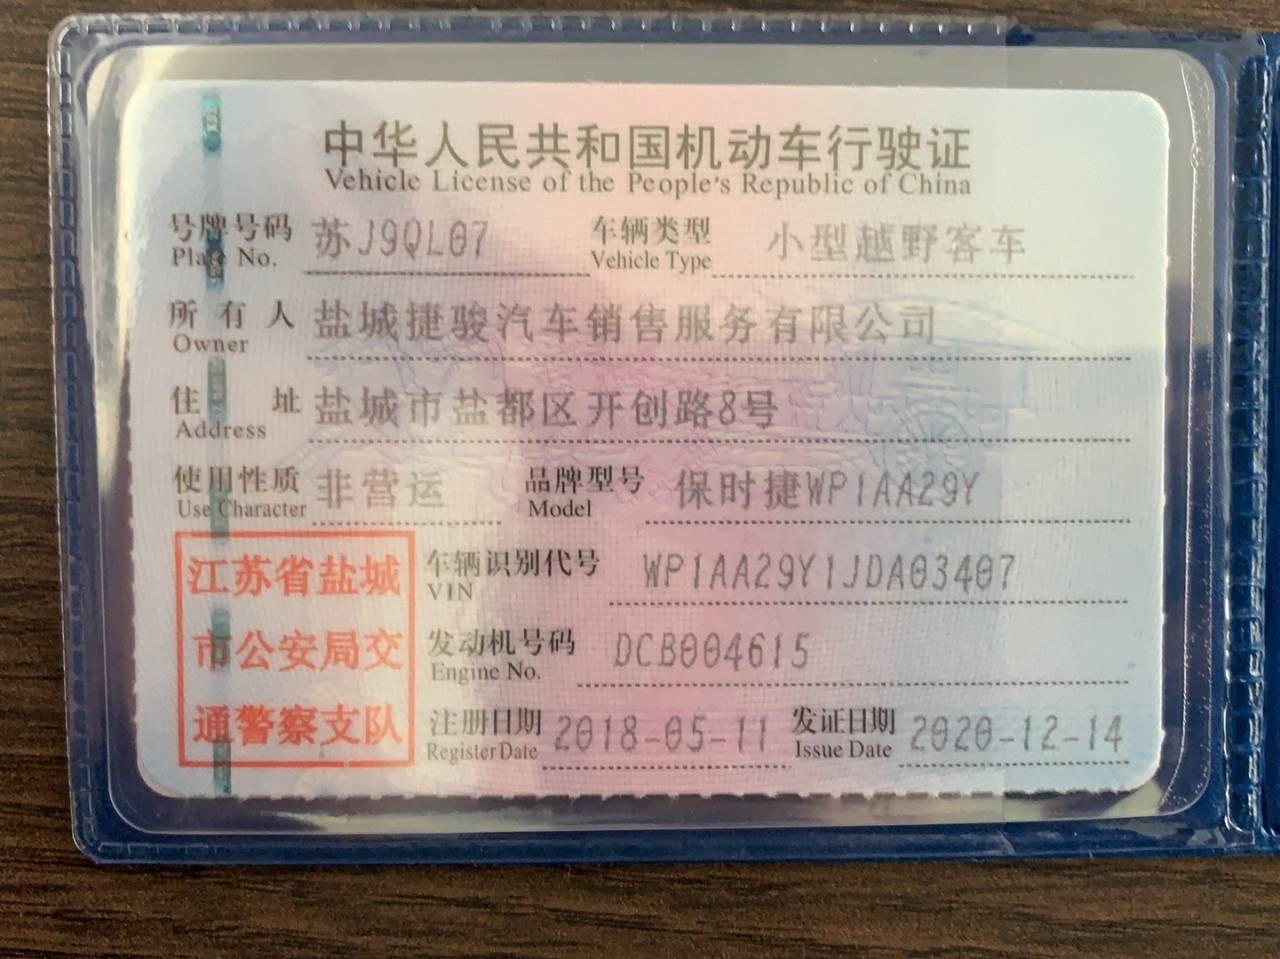 中华人民共和国机动车行驶证
Vehicle License of the People's Republic of China
号牌号码 苏J9QL07 车辆类型 小型越野客车
Plate No. Vehicle Type
所有人 盐城捷骏汽车销售服务有限公司
Owner
住址 盐城市盐都区开创路8号
Address
使用性质 非营运 品牌型号 保时捷WP1AA29Y
Use Character Model
江苏省盐城
市公安局交
通警察支队
车辆识别代号 WP1AA29Y1JDA03407
VIN
发动机号码 DCB004615
Engine No.
注册日期 2018-05-11 发证日期 2020-12-14
Register Date Issue Date